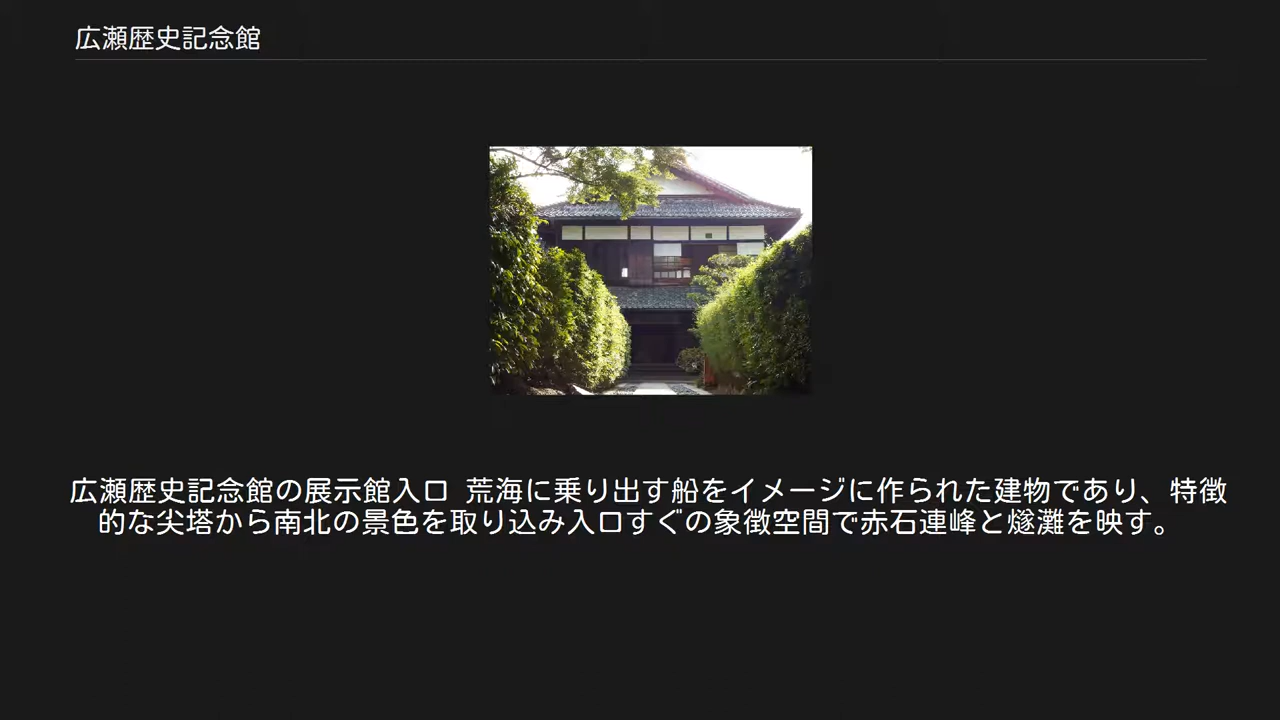 広瀬歴史記念館
広瀬歴史記念館の展示館入口 荒海に乗り出す船をイメージに作られた建物であり、特徴
的な尖塔から南北の景色を取り込み入口すぐの象徴空間で赤石連峰と燧灘を映す。